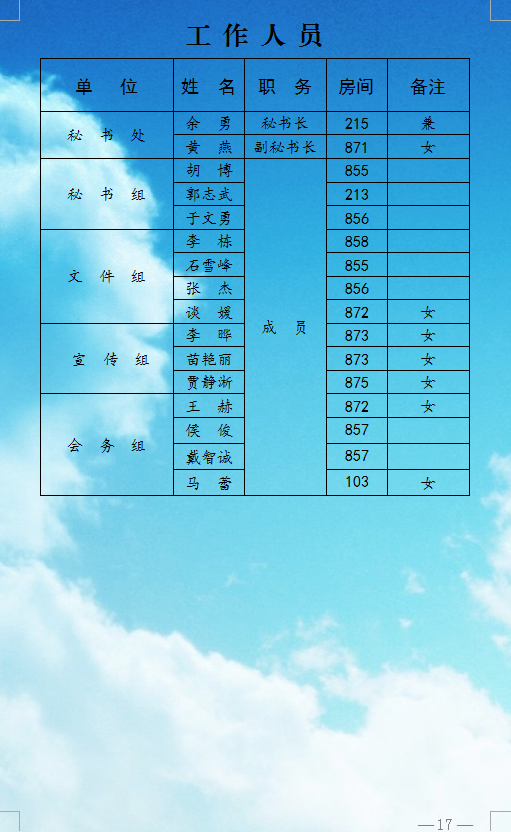 工作人员
单 位 姓 名 职 务 房间 备注
秘 书 处 余 勇 秘书长 215 兼
黄 燕 副秘书长 871 女
秘 书 组 胡 博 成 员 855
郭志武 213
于文勇 856
文 件 组 李 栋 858
石雪峰 855
张 杰 856
谈 媛 872 女
宣 传 组 李 晔 873 女
苗艳丽 873 女
贾静淅 875 女
会 务 组 王 赫 872 女
侯 俊 857
戴智诚 857
马 蕾 103 女
—17—